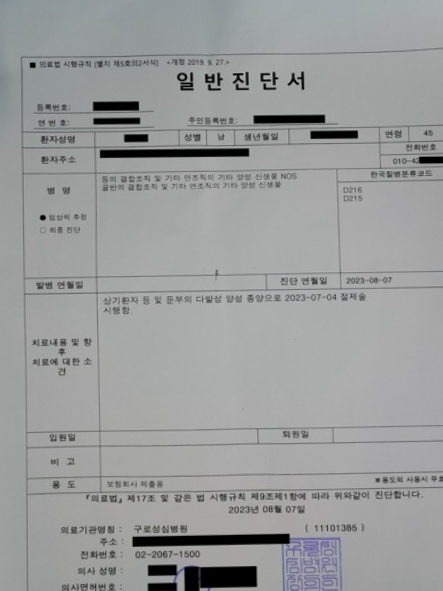 ■ 의료법 시행규칙 [별지 제5호의2서식] <개정 2019. 9. 27.>
일 반 진 단 서
등록번호:
연 번 호: 주민등록번호:
환자성명 성별 남 생년월일 연령 45
환자주소 전화번호
010-42
병 명 등의 결합조직 및 기타 연조직의 기타 양성 신생물 NOS 한국질병분류코드
골반의 결합조직 및 기타 연조직의 기타 양성 신생물 D216
D215
● 임상적 추정
○ 최종 진단
발병 연월일 진단 연월일 2023-08-07
상기환자 등 및 둔부의 다발성 양성 종양으로 2023-07-04 절제술
시행함.
치료내용 및 향
후
치료에 대한 소
견
입원일 퇴원일
비 고
용 도 보험회사 제출용 ※용도외 사용시 무효
『의료법』 제17조 및 같은 법 시행규칙 제9조제1항에 따라 위와같이 진단합니다.
2023년 08월 07일
의료기관명칭 : 구로성심병원 ( 11101385 )
주소 :
전화번호 : 02-2067-1500
의사 성명 :
의사면허번호 :